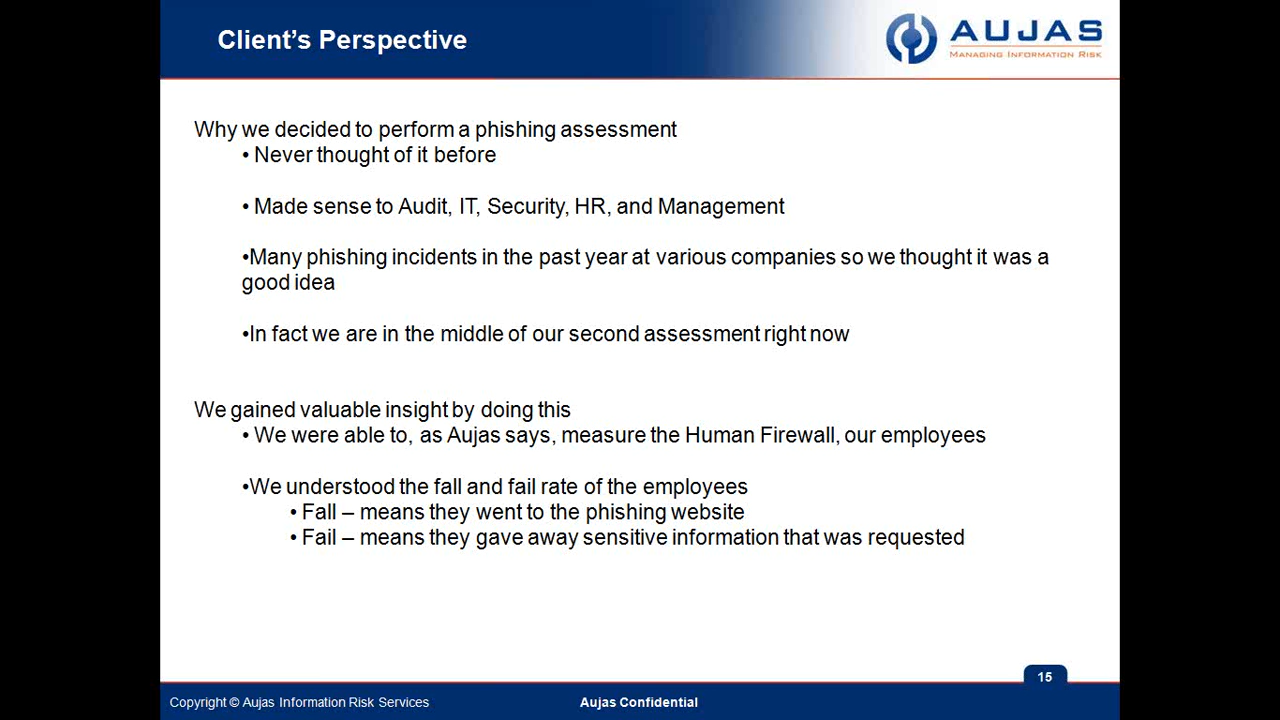 Client's Perspective
AUJAS
MANAGING INFORMATION RISK
Why we decided to perform a phishing assessment
• Never thought of it before
• Made sense to Audit, IT, Security, HR, and Management
•Many phishing incidents in the past year at various companies so we thought it was a
good idea
•In fact we are in the middle of our second assessment right now
We gained valuable insight by doing this
• We were able to, as Aujas says, measure the Human Firewall, our employees
•We understood the fall and fail rate of the employees
• Fall – means they went to the phishing website
• Fail – means they gave away sensitive information that was requested
15
Copyright © Aujas Information Risk Services
Aujas Confidential